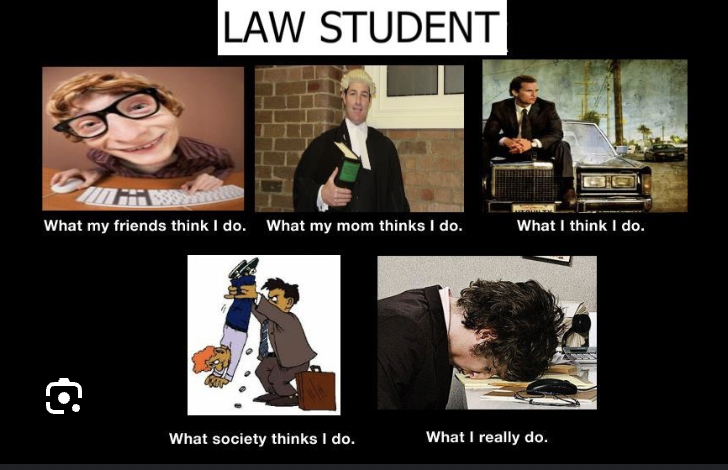 LAW STUDENT
What my friends think I do.
What my mom thinks I do.
What I think I do.
What society thinks I do.
What I really do.